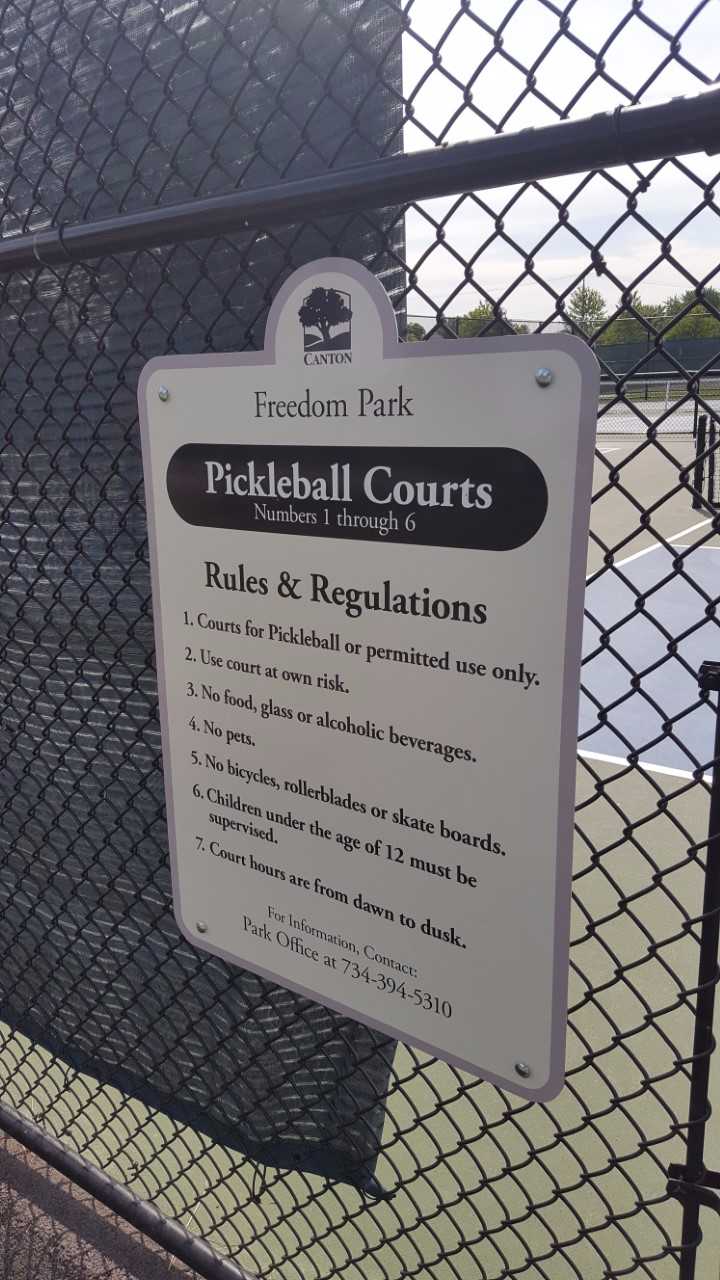 CANTON
Freedom Park
Pickleball Courts
Numbers 1 through 6
Rules & Regulations
1. Courts for Pickleball or permitted use only.
2. Use court at own risk.
3. No food, glass or alcoholic beverages.
4. No pets.
5. No bicycles, rollerblades or skate boards.
6. Children under the age of 12 must be
supervised.
7. Court hours are from dawn to dusk.
For Information, Contact:
Park Office at 734-394-5310